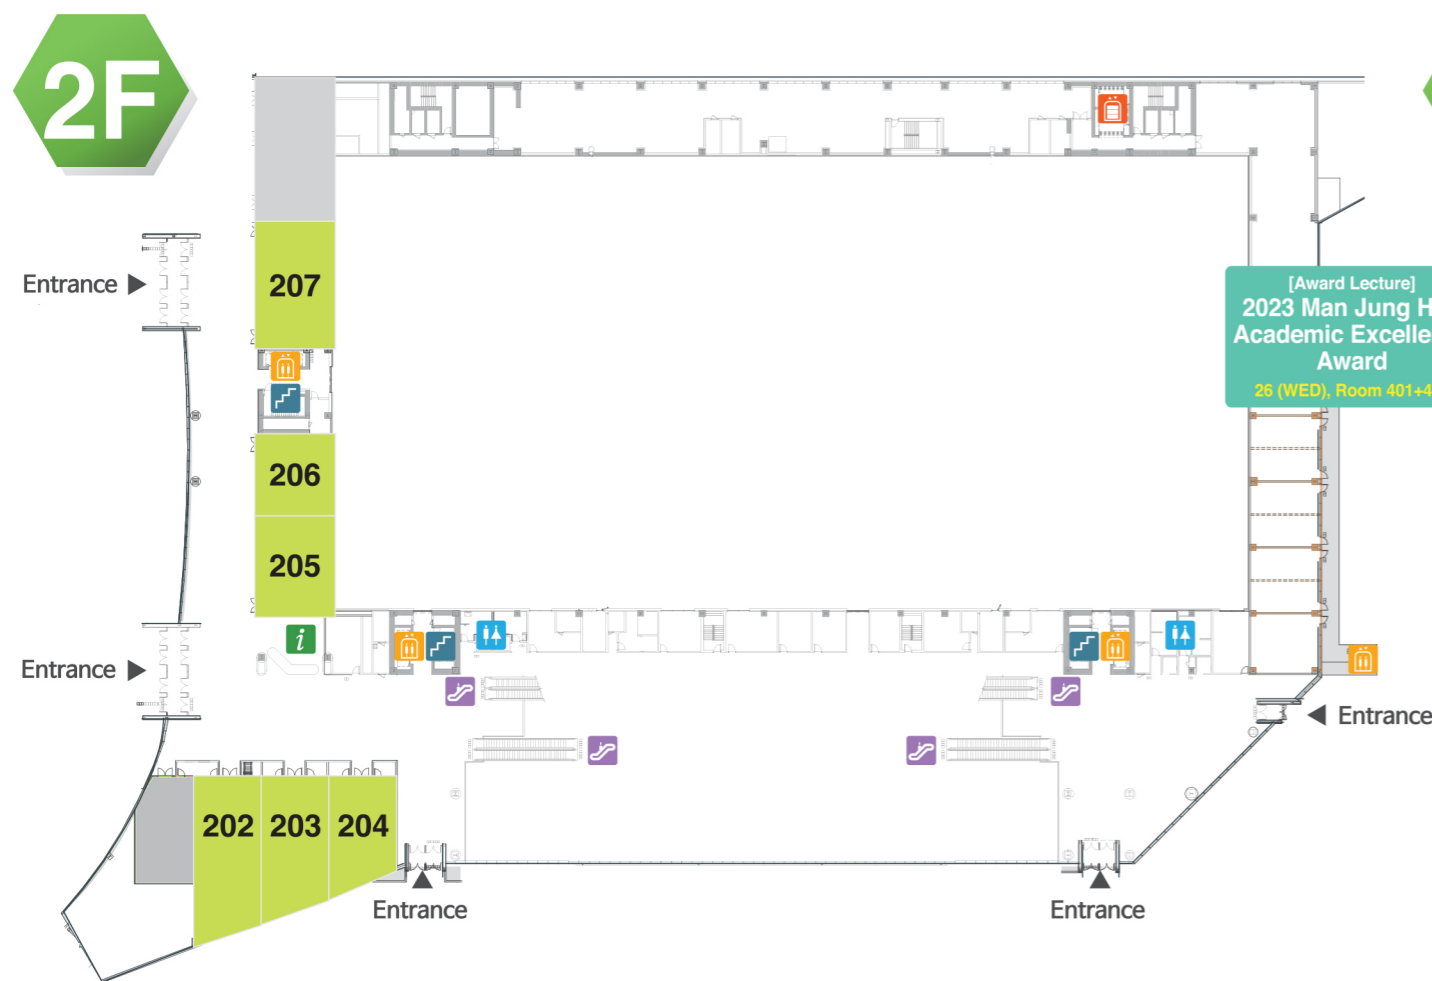 2F
Entrance
207
[Award Lecture]
2023 Man Jung H
Academic Excelle
Award
26 (WED), Room 401+4
206
205
i
Entrance
Entrance
202
203
204
Entrance
Entrance